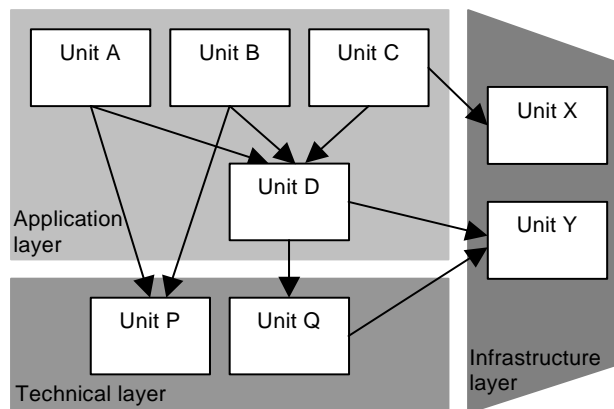 Unit A
Unit B
Unit C
Unit X
Unit D
Application
layer
Unit Y
Unit P
Unit Q
Infrastructure
layer
Technical layer